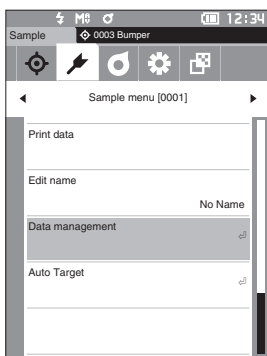 M 12:34
Sample 0003 Bumper
Sample menu [0001]
Print data
Edit name
No Name
Data management
Auto Target